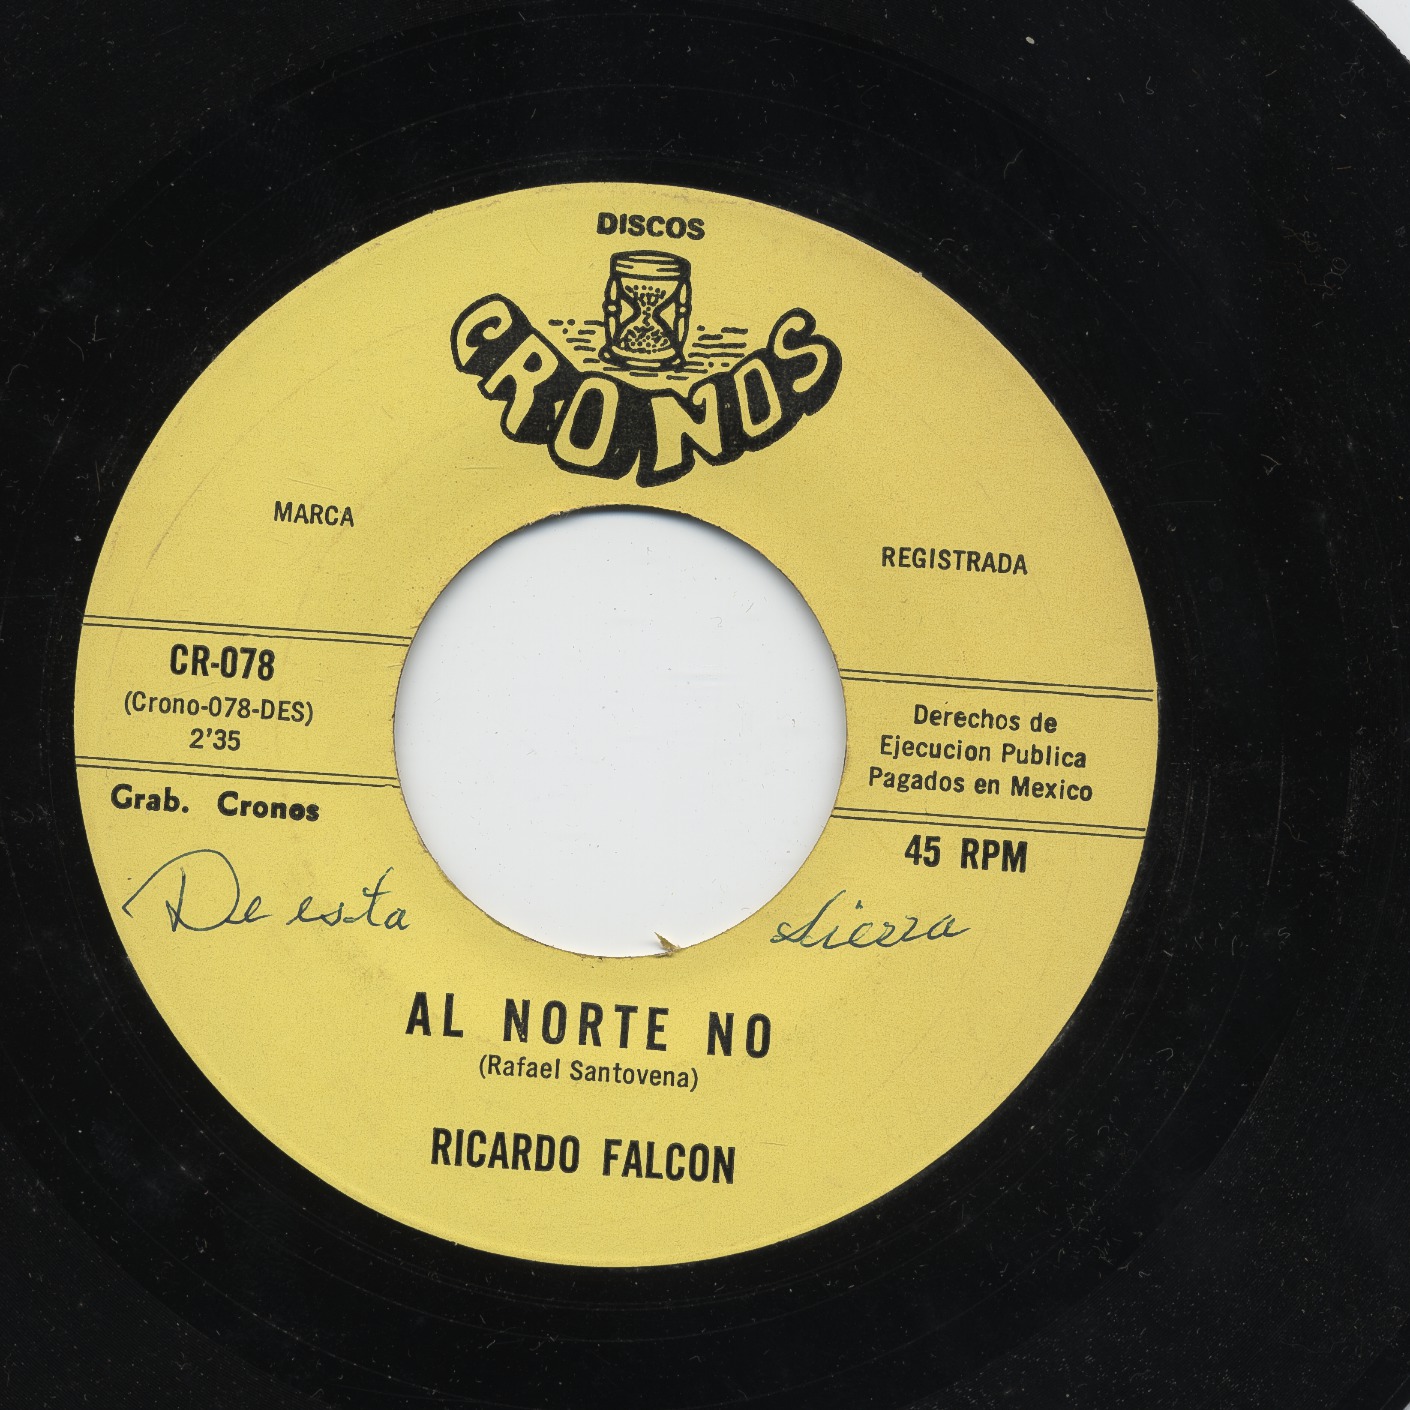 DISCOS
CRONOS
MARCA
REGISTRADA
CR-078
(Crono-078-DES)
2'35
Derechos de
Ejecucion Publica
Pagados en Mexico
Grab. Cronos
45 RPM
De esta sierra
AL NORTE NO
(Rafael Santovena)
RICARDO FALCON